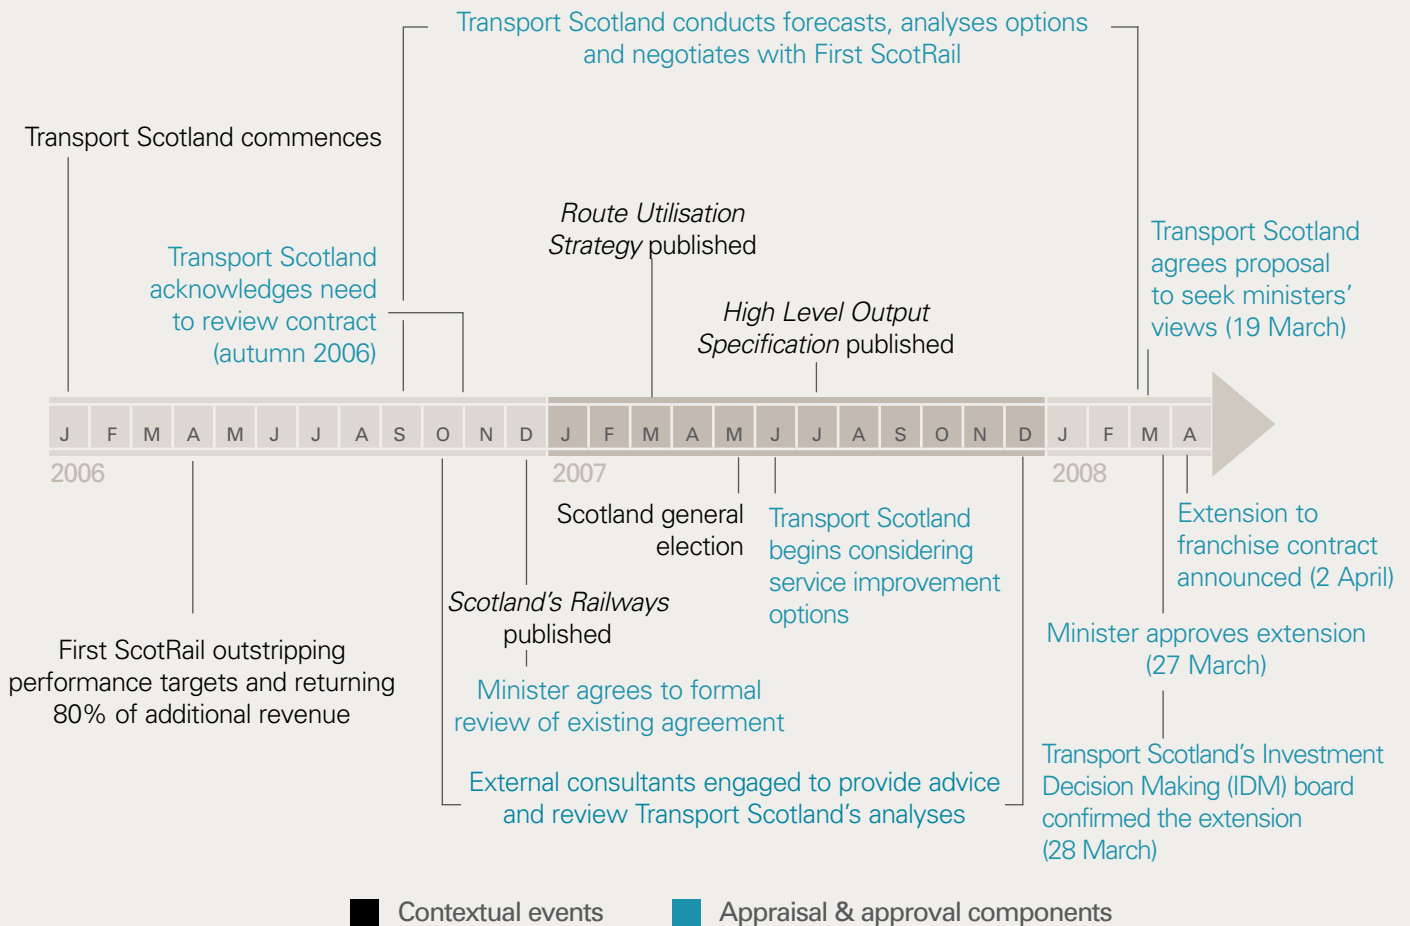 Transport Scotland conducts forecasts, analyses options
and negotiates with First ScotRail
Transport Scotland commences
Route Utilisation
Strategy published
Transport Scotland
acknowledges need
to review contract
(autumn 2006)
High Level Output
Specification published
Transport Scotland
agrees proposal
to seek ministers’
views (19 March)
J F M A M J J A S O N D J F M A M J J A S O N D J F M A
2006 2007 2008
First ScotRail outstripping
performance targets and returning
80% of additional revenue
Scotland’s Railways
published
Minister agrees to formal
review of existing agreement
Scotland general
election
Transport Scotland
begins considering
service improvement
options
External consultants engaged to provide advice
and review Transport Scotland’s analyses
Extension to
franchise contract
announced (2 April)
Minister approves extension
(27 March)
Transport Scotland’s Investment
Decision Making (IDM) board
confirmed the extension
(28 March)
Contextual events
Appraisal & approval components